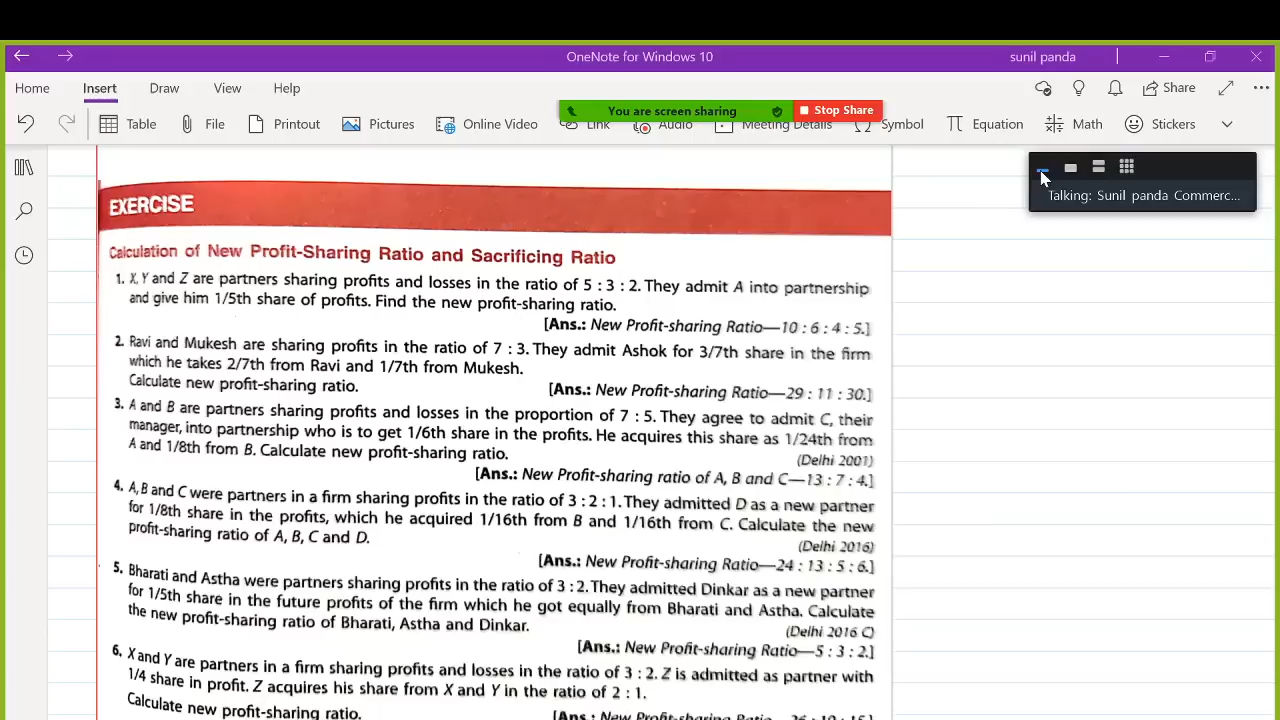 OneNote for Windows 10
sunil panda
Home Insert Draw View Help
Share
You are screen sharing
Stop Share
Table File Printout Pictures Online Video Link Audio Meeting Details Symbol Equation Math Stickers
Talking: Sunil panda Commerc...
EXERCISE
Calculation of New Profit-Sharing Ratio and Sacrificing Ratio
1. X, Y and Z are partners sharing profits and losses in the ratio of 5 : 3 : 2. They admit A into partnership
and give him 1/5th share of profits. Find the new profit-sharing ratio.
[Ans.: New Profit-sharing Ratio—10 : 6 : 4 : 5.]
2. Ravi and Mukesh are sharing profits in the ratio of 7 : 3. They admit Ashok for 3/7th share in the firm
which he takes 2/7th from Ravi and 1/7th from Mukesh.
Calculate new profit-sharing ratio.
[Ans.: New Profit-sharing Ratio—29 : 11 : 30.]
3. A and B are partners sharing profits and losses in the proportion of 7 : 5. They agree to admit C, their
manager, into partnership who is to get 1/6th share in the profits. He acquires this share as 1/24th from
A and 1/8th from B. Calculate new profit-sharing ratio.
(Delhi 2001)
[Ans.: New Profit-sharing ratio of A, B and C—13 : 7 : 4.]
4. A, B and C were partners in a firm sharing profits in the ratio of 3 : 2 : 1. They admitted D as a new partner
for 1/8th share in the profits, which he acquired 1/16th from B and 1/16th from C. Calculate the new
profit-sharing ratio of A, B, C and D.
(Delhi 2016)
[Ans.: New Profit-sharing Ratio—24 : 13 : 5 : 6.]
5. Bharati and Astha were partners sharing profits in the ratio of 3 : 2. They admitted Dinkar as a new partner
for 1/5th share in the future profits of the firm which he got equally from Bharati and Astha. Calculate
the new profit-sharing ratio of Bharati, Astha and Dinkar.
(Delhi 2016 C)
[Ans.: New Profit-sharing Ratio—5 : 3 : 2.]
6. X and Y are partners in a firm sharing profits and losses in the ratio of 3 : 2. Z is admitted as partner with
1/4 share in profit. Z acquires his share from X and Y in the ratio of 2 : 1.
Calculate new profit-sharing ratio.
[Ans.: New Profit-sharing Ratio